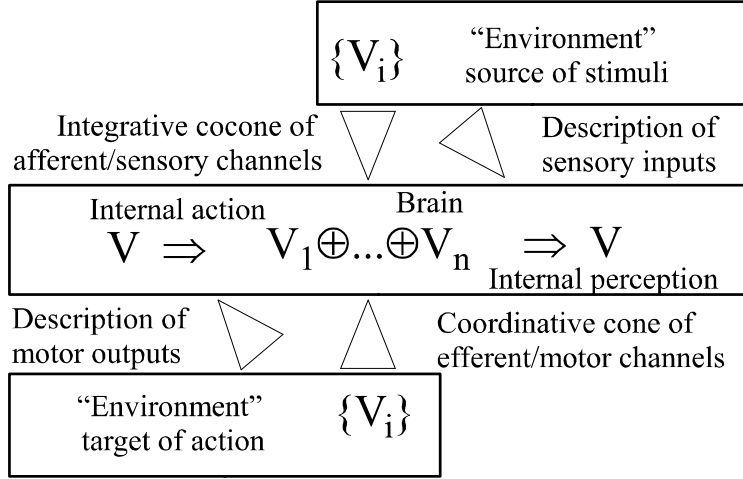 {Vᵢ}
“Environment”
source of stimuli
Integrative cocone of
afferent/sensory channels
Description of
sensory inputs
Internal action
Brain
V ⇒ V₁⊕...⊕Vₙ ⇒ V
Internal perception
Description of
motor outputs
Coordinative cone of
efferent/motor channels
“Environment”
target of action
{Vᵢ}